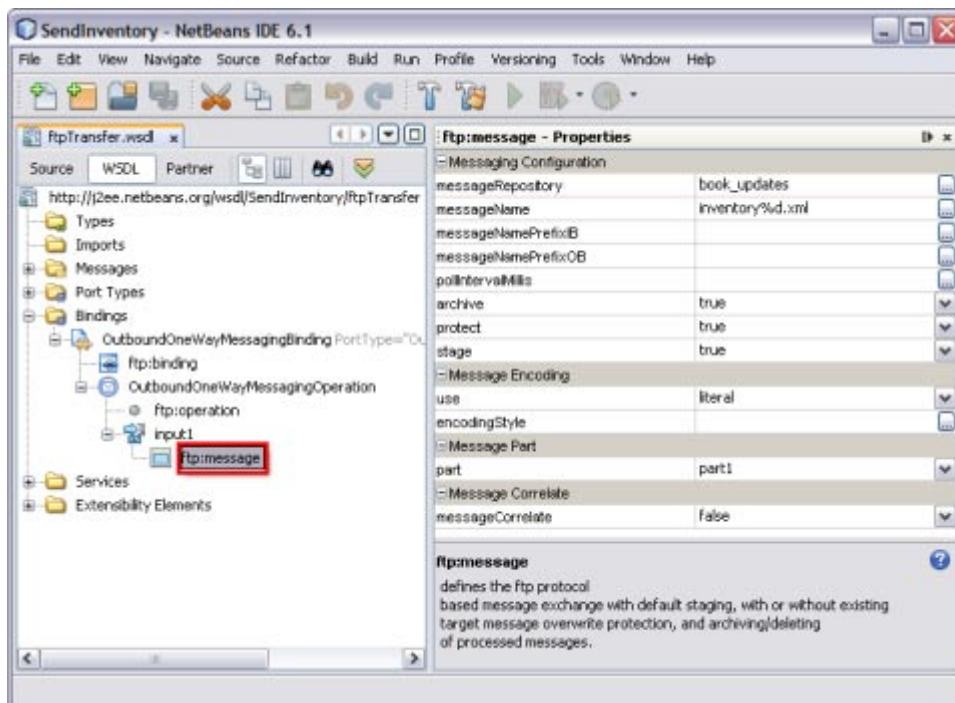 SendInventory - NetBeans IDE 6.1
File Edit View Navigate Source Refactor Build Run Profile Versioning Tools Window Help
ftpTransfer.wsdl
Source WSDL Partner
http://j2ee.netbeans.org/wsdl/SendInventory/ftpTransfer
Types
Imports
Messages
Port Types
Bindings
OutboundOneWayMessagingBinding PortType="Ou
ftp:binding
OutboundOneWayMessagingOperation
ftp:operation
input1
ftp:message
Services
Extensibility Elements
ftp:message - Properties
Messaging Configuration
messageRepository book_updates
messageName inventory%d.xml
messageNamePrefixIB
messageNamePrefixOB
pollIntervalMillis
archive true
protect true
stage true
Message Encoding
use literal
encodingStyle
Message Part
part part1
Message Correlate
messageCorrelate false
ftp:message
defines the ftp protocol
based message exchange with default staging, with or without existing
target message overwrite protection, and archiving/deleting
of processed messages.